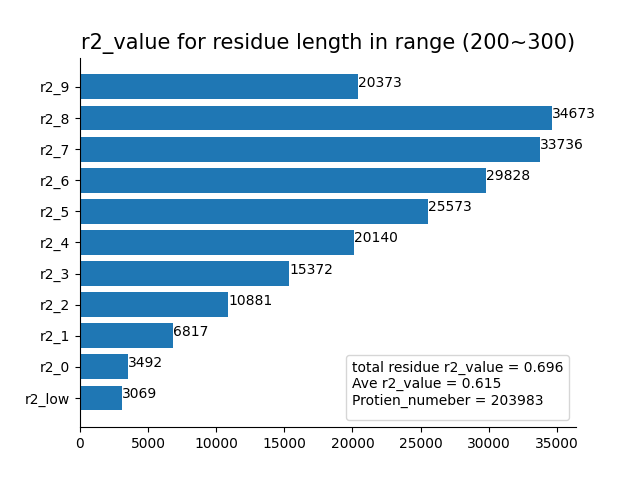 r2_value for residue length in range (200~300)
r2_9 20373
r2_8 34673
r2_7 33736
r2_6 29828
r2_5 25573
r2_4 20140
r2_3 15372
r2_2 10881
r2_1 6817
r2_0 3492
r2_low 3069
total residue r2_value = 0.696
Ave r2_value = 0.615
Protien_numeber = 203983
0 5000 10000 15000 20000 25000 30000 35000